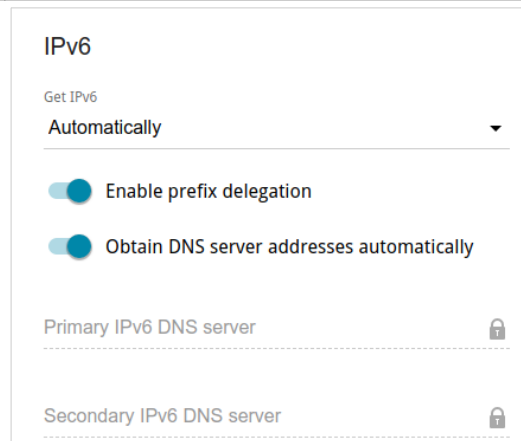 IPv6
Get IPv6
Automatically
Enable prefix delegation
Obtain DNS server addresses automatically
Primary IPv6 DNS server
Secondary IPv6 DNS server